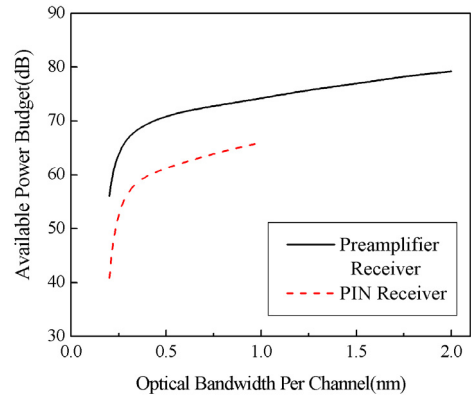 90
80
70
60
50
40
30
Available Power Budget(dB)
Preamplifier
Receiver
PIN Receiver
0.0 0.5 1.0 1.5 2.0
Optical Bandwidth Per Channel(nm)